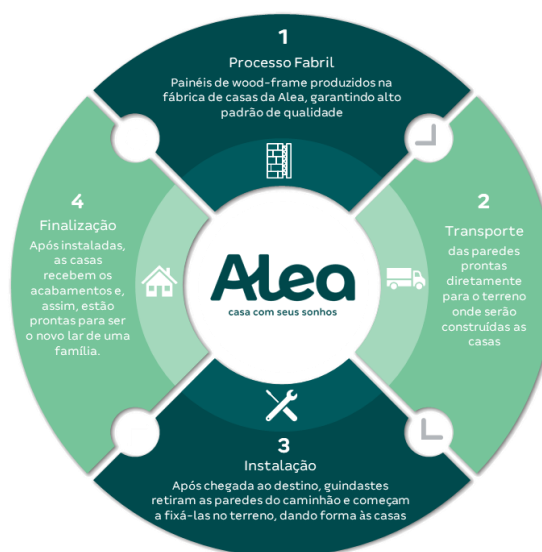 1
Processo Fabril
Painéis de wood-frame produzidos na
fábrica de casas da Alea, garantindo alto
padrão de qualidade
2
Transporte
das paredes
prontas
diretamente
para o terreno
onde serão
construídas as
casas
3
Instalação
Após chegada ao destino, guindastes
retiram as paredes do caminhão e começam
a fixá-las no terreno, dando forma às casas
4
Finalização
Após instaladas,
as casas
recebem os
acabamentos e,
assim, estão
prontas para ser
o novo lar de uma
família.
Alea
casa com seus sonhos